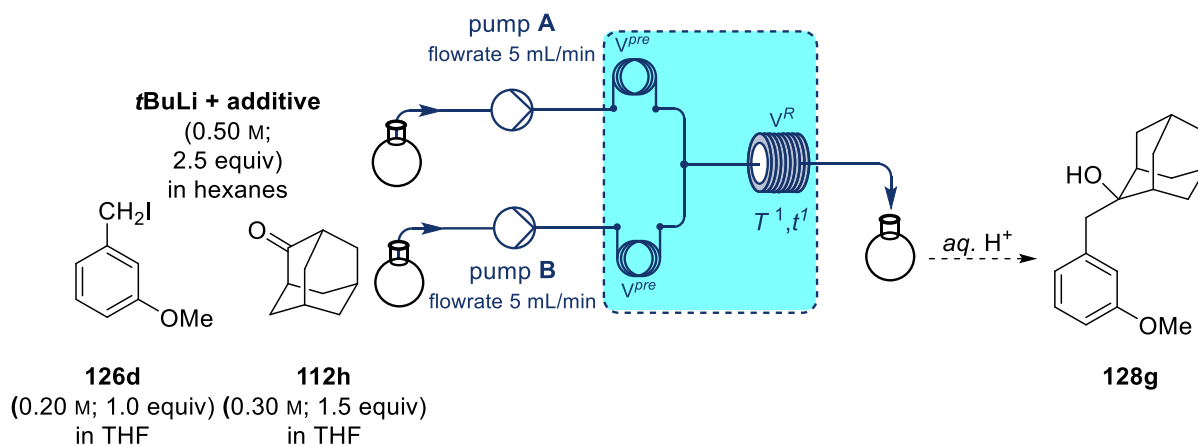 pump A
flowrate 5 mL/min
V^pre
tBuLi + additive
(0.50 M;
2.5 equiv)
in hexanes
V^R
T ¹,t¹
CH₂I
OMe
O
pump B
flowrate 5 mL/min
V^pre
aq. H⁺
HO
OMe
126d
112h
128g
(0.20 M; 1.0 equiv) (0.30 M; 1.5 equiv)
in THF
in THF